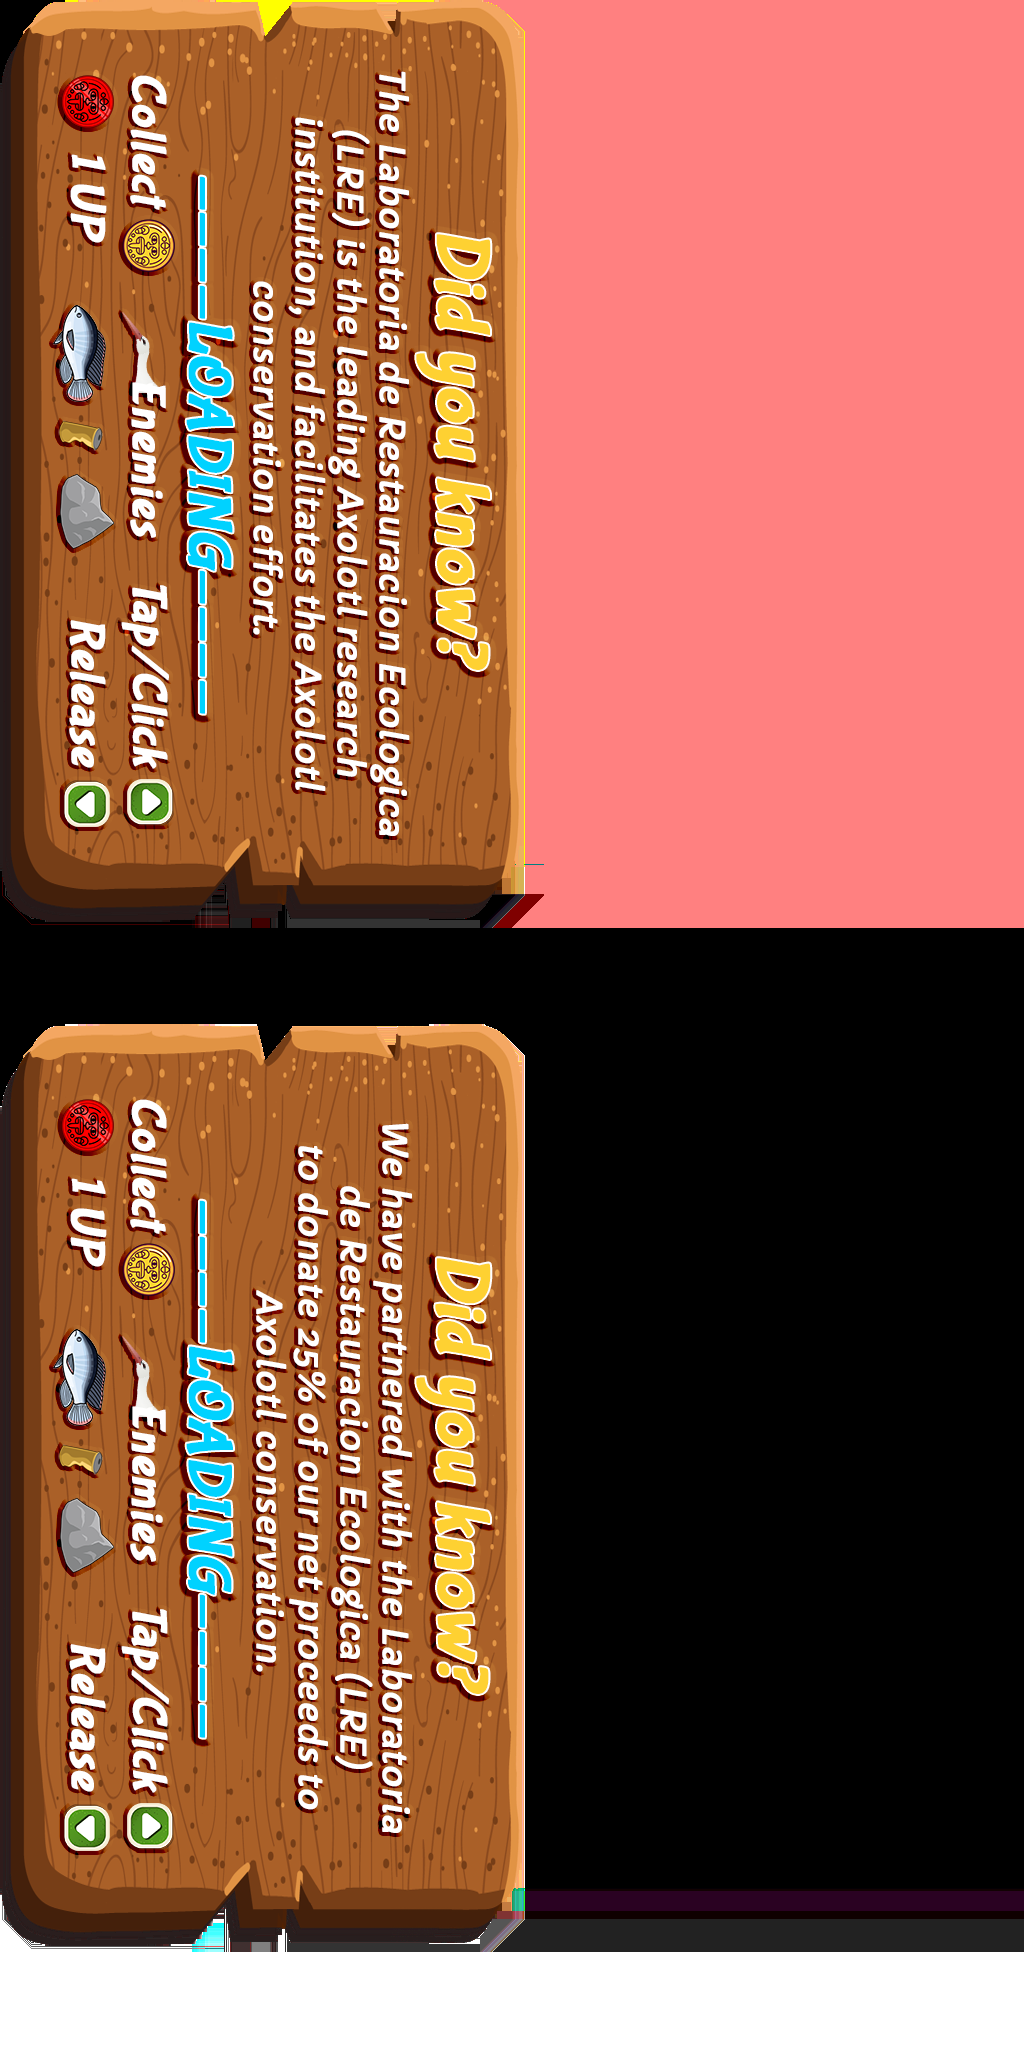 Did you know?
The Laboratoria de Restauracion Ecologica
(LRE) is the leading Axolotl research
institution, and facilitates the Axolotl
conservation effort.
LOADING
Collect Enemies Tap/Click
1 UP Release
Did you know?
We have partnered with the Laboratoria
de Restauracion Ecologica (LRE)
to donate 25% of our net proceeds to
Axolotl conservation.
LOADING
Collect Enemies Tap/Click
1 UP Release